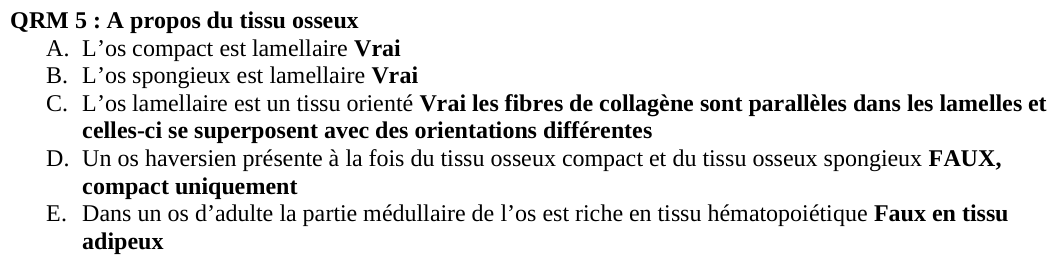 QRM 5 : A propos du tissu osseux
A. L’os compact est lamellaire Vrai
B. L’os spongieux est lamellaire Vrai
C. L’os lamellaire est un tissu orienté Vrai les fibres de collagène sont parallèles dans les lamelles et
celles-ci se superposent avec des orientations différentes
D. Un os haversien présente à la fois du tissu osseux compact et du tissu osseux spongieux FAUX,
compact uniquement
E. Dans un os d’adulte la partie médullaire de l’os est riche en tissu hématopoiétique Faux en tissu
adipeux